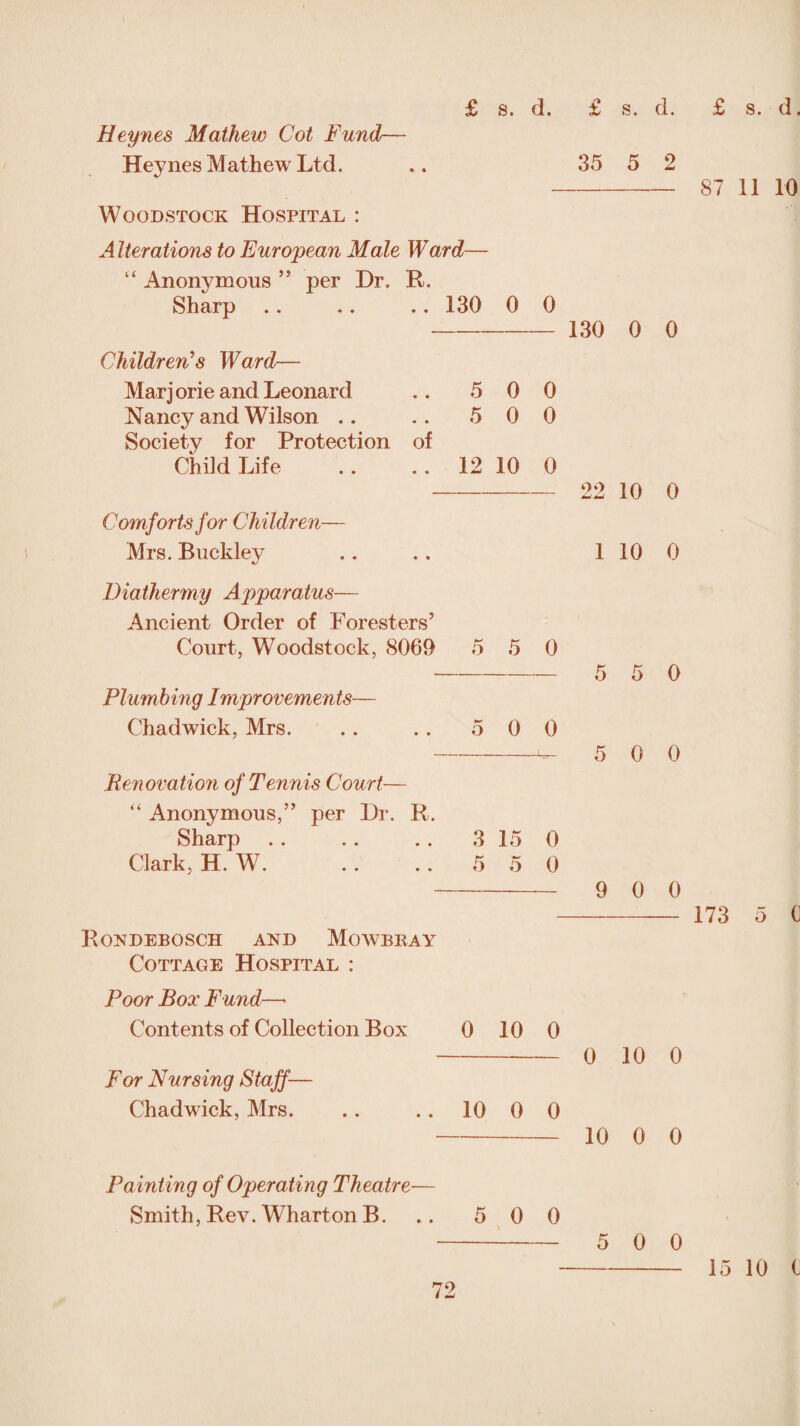 £ s. d. £ s. d. £ s. d.
Heynes Mathew Cot Fund—
Heynes Mathew Ltd. .. 35 5 2
87 11 10
WOODSTOCK HOSPITAL :
Alterations to European Male Ward—
“ Anonymous ” per Dr. R.
Sharp .. .. .. 130 0 0
130 0 0
Children's Ward—
Marjorie and Leonard .. 5 0 0
Nancy and Wilson .. .. 5 0 0
Society for Protection of
Child Life .. .. 12 10 0
22 10 0
Comforts for Children—
Mrs. Buckley .. .. 1 10 0
Diathermy Apparatus—
Ancient Order of Foresters’
Court, Woodstock, 8069 5 5 0
5 5 0
Plumbing Improvements—
Chadwick, Mrs. .. .. 5 0 0
5 0 0
Renovation of Tennis Court—
“ Anonymous,” per Dr. R.
Sharp .. .. .. 3 15 0
Clark, H. W. .. .. 5 5 0
9 0 0
173 5 0
RONDEBOSCH AND MOWBRAY
COTTAGE HOSPITAL :
Poor Box Fund—
Contents of Collection Box 0 10 0
0 10 0
For Nursing Staff—
Chadwick, Mrs. .. .. 10 0 0
10 0 0
Painting of Operating Theatre—
Smith, Rev. Wharton B. .. 5 0 0
5 0 0
15 10 0
72